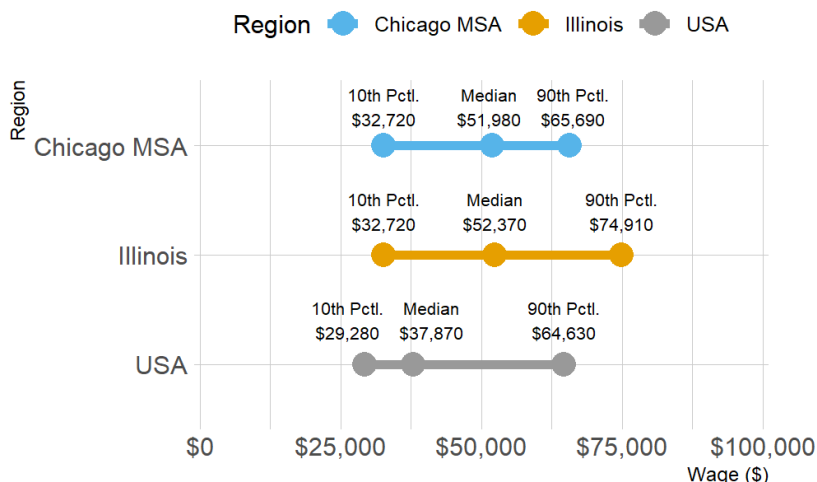 Region Chicago MSA Illinois USA
Region
10th Pctl. Median 90th Pctl.
$32,720 $51,980 $65,690
Chicago MSA
10th Pctl. Median 90th Pctl.
$32,720 $52,370 $74,910
Illinois
10th Pctl. Median 90th Pctl.
$29,280 $37,870 $64,630
USA
$0 $25,000 $50,000 $75,000 $100,000
Wage ($)